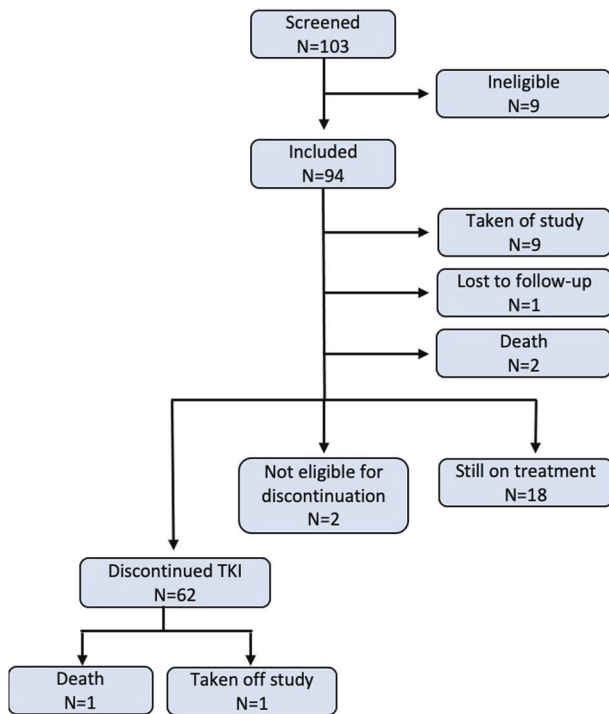 Screened
N=103
Ineligible
N=9
Included
N=94
Taken of study
N=9
Lost to follow-up
N=1
Death
N=2
Not eligible for
discontinuation
N=2
Still on treatment
N=18
Discontinued TKI
N=62
Death
N=1
Taken off study
N=1